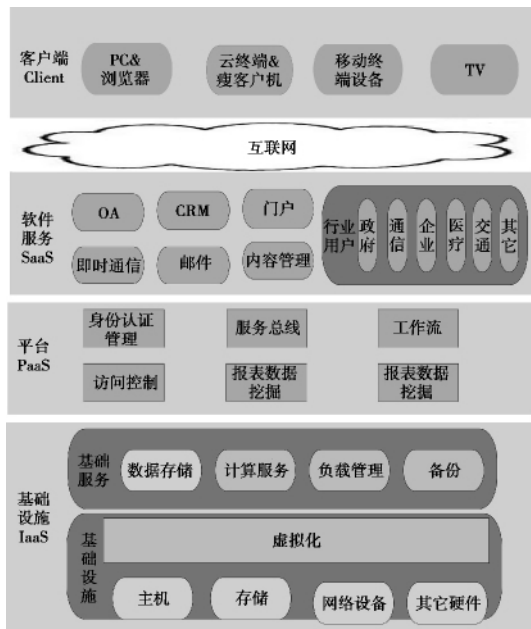 客户端
Client
PC&
浏览器
云终端&
瘦客户机
移动终
端设备
TV
互联网
软件
服务
SaaS
OA
CRM
门户
即时通信
邮件
内容管理
行业
用户
政府
通信
企业
医疗
交通
其它
平台
PaaS
身份认证
管理
服务总线
工作流
访问控制
报表数据
挖掘
报表数据
挖掘
基础
设施
IaaS
基础
服务
数据存储
计算服务
负载管理
备份
基础设施
虚拟化
主机
存储
网络设备
其它硬件